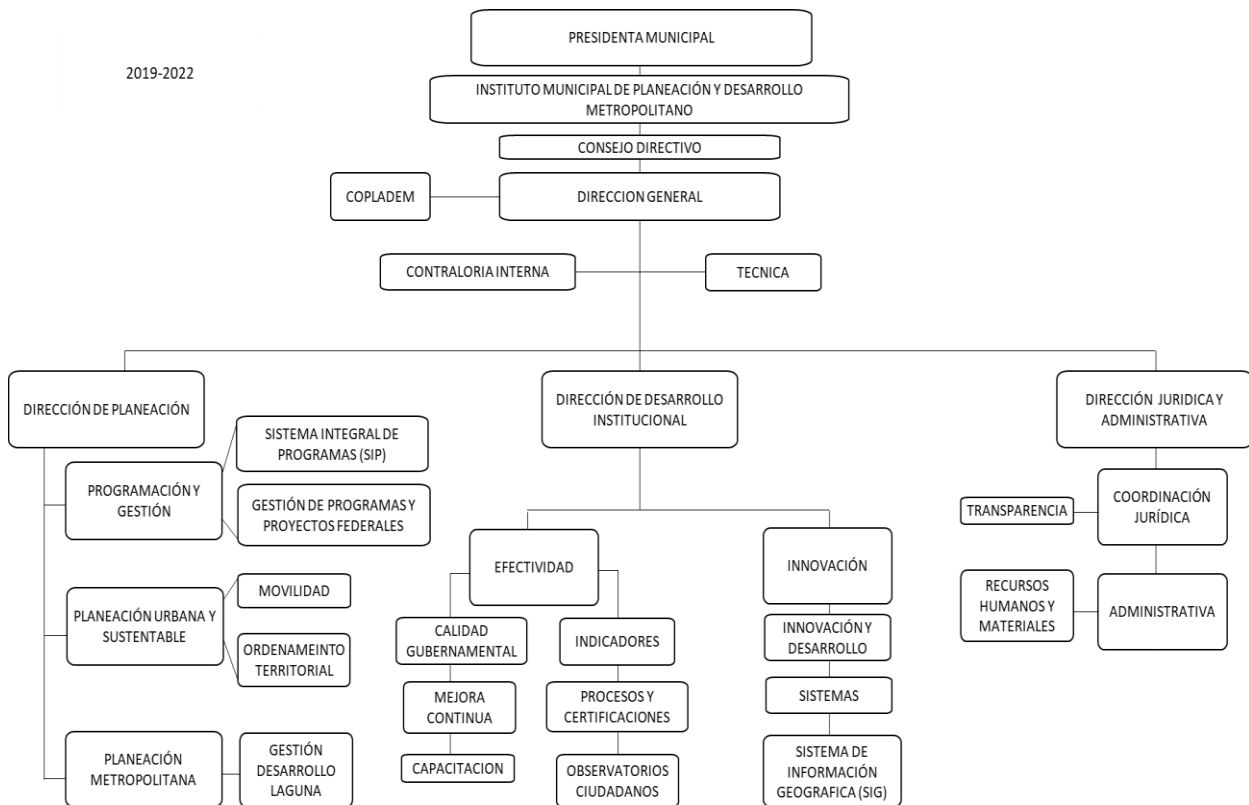 PRESIDENTA MUNICIPAL
2019-2022
INSTITUTO MUNICIPAL DE PLANEACIÓN Y DESARROLLO
METROPOLITANO
CONSEJO DIRECTIVO
COPLADEM
DIRECCION GENERAL
CONTRALORIA INTERNA
TECNICA
DIRECCIÓN DE PLANEACIÓN
SISTEMA INTEGRAL DE
PROGRAMAS (SIP)
PROGRAMACIÓN Y
GESTIÓN
GESTIÓN DE PROGRAMAS Y
PROYECTOS FEDERALES
MOVILIDAD
PLANEACIÓN URBANA Y
SUSTENTABLE
ORDENAMEINTO
TERRITORIAL
PLANEACIÓN
METROPOLITANA
GESTIÓN
DESARROLLO
LAGUNA
DIRECCIÓN DE DESARROLLO
INSTITUCIONAL
EFECTIVIDAD
CALIDAD
GUBERNAMENTAL
MEJORA
CONTINUA
CAPACITACION
INDICADORES
PROCESOS Y
CERTIFICACIONES
OBSERVATORIOS
CIUDADANOS
INNOVACIÓN
INNOVACIÓN Y
DESARROLLO
SISTEMAS
SISTEMA DE
INFORMACIÓN
GEOGRAFICA (SIG)
DIRECCIÓN JURIDICA Y
ADMINISTRATIVA
COORDINACIÓN
JURÍDICA
TRANSPARENCIA
RECURSOS
HUMANOS Y
MATERIALES
ADMINISTRATIVA